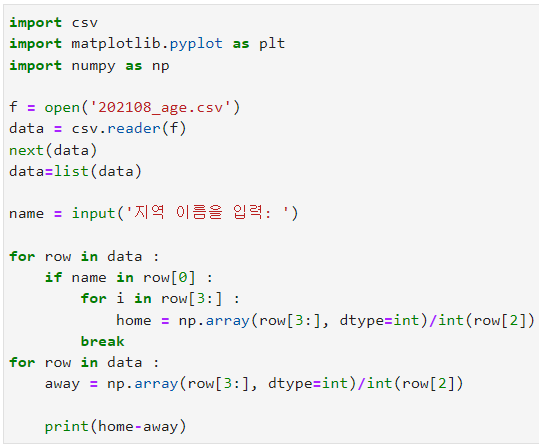 import csv
import matplotlib.pyplot as plt
import numpy as np

f = open('202108_age.csv')
data = csv.reader(f)
next(data)
data=list(data)

name = input('지역 이름을 입력: ')

for row in data :
    if name in row[0] :
        for i in row[3:] :
            home = np.array(row[3:], dtype=int)/int(row[2])
        break
for row in data :
    away = np.array(row[3:], dtype=int)/int(row[2])

    print(home-away)